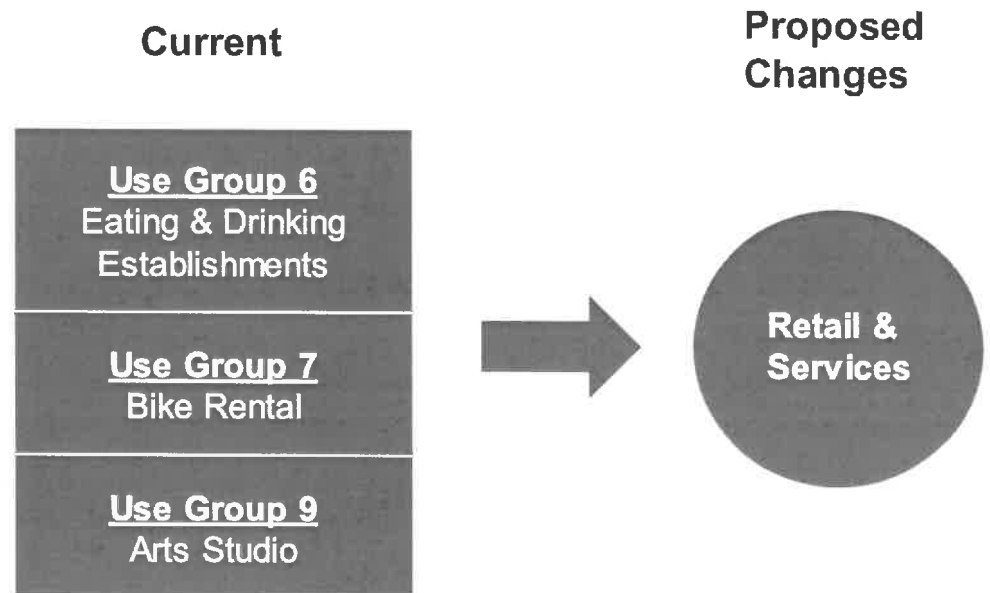 Current
Proposed
Changes
Use Group 6
Eating & Drinking
Establishments
Use Group 7
Bike Rental
Use Group 9
Arts Studio
Retail &
Services